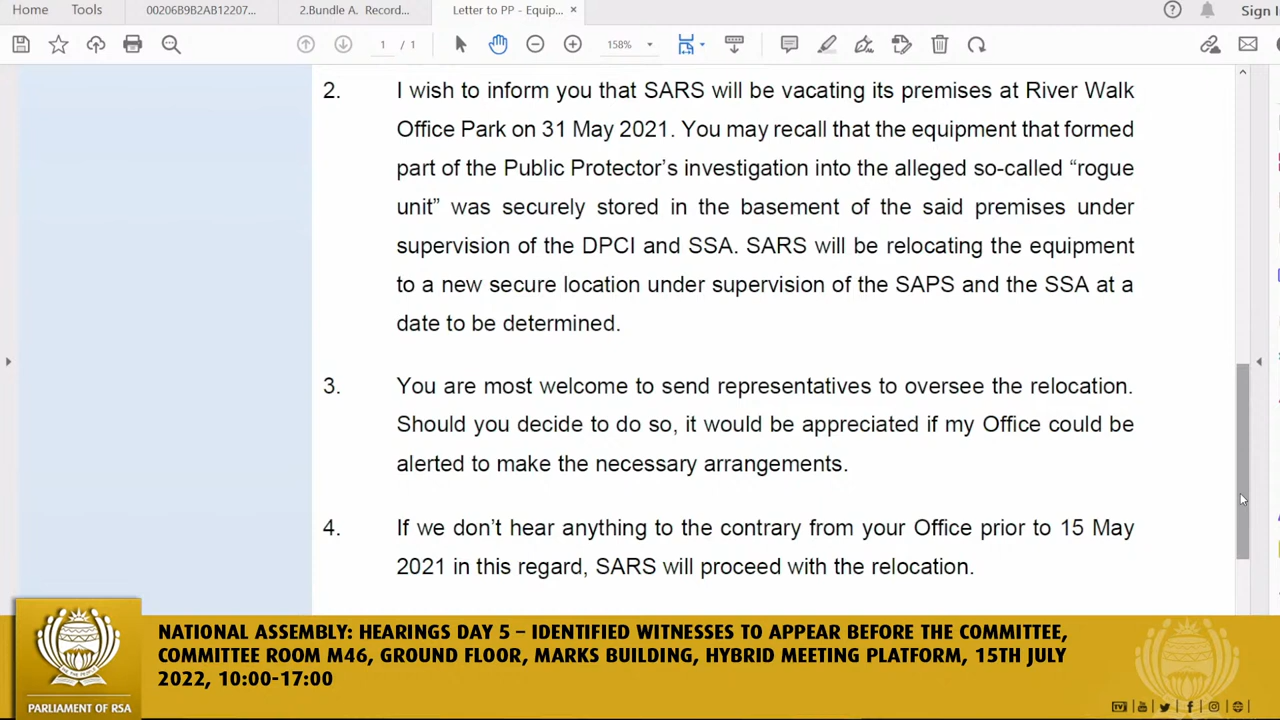 Home
Tools
00206B9B2AB12207...
2.Bundle A. Record...
Letter to PP - Equip...
×
Sign I
1 / 1
158%
2. I wish to inform you that SARS will be vacating its premises at River Walk
Office Park on 31 May 2021. You may recall that the equipment that formed
part of the Public Protector’s investigation into the alleged so-called “rogue
unit” was securely stored in the basement of the said premises under
supervision of the DPCI and SSA. SARS will be relocating the equipment
to a new secure location under supervision of the SAPS and the SSA at a
date to be determined.
3. You are most welcome to send representatives to oversee the relocation.
Should you decide to do so, it would be appreciated if my Office could be
alerted to make the necessary arrangements.
4. If we don’t hear anything to the contrary from your Office prior to 15 May
2021 in this regard, SARS will proceed with the relocation.
NATIONAL ASSEMBLY: HEARINGS DAY 5 – IDENTIFIED WITNESSES TO APPEAR BEFORE THE COMMITTEE,
COMMITTEE ROOM M46, GROUND FLOOR, MARKS BUILDING, HYBRID MEETING PLATFORM, 15TH JULY
2022, 10:00-17:00
PARLIAMENT OF RSA